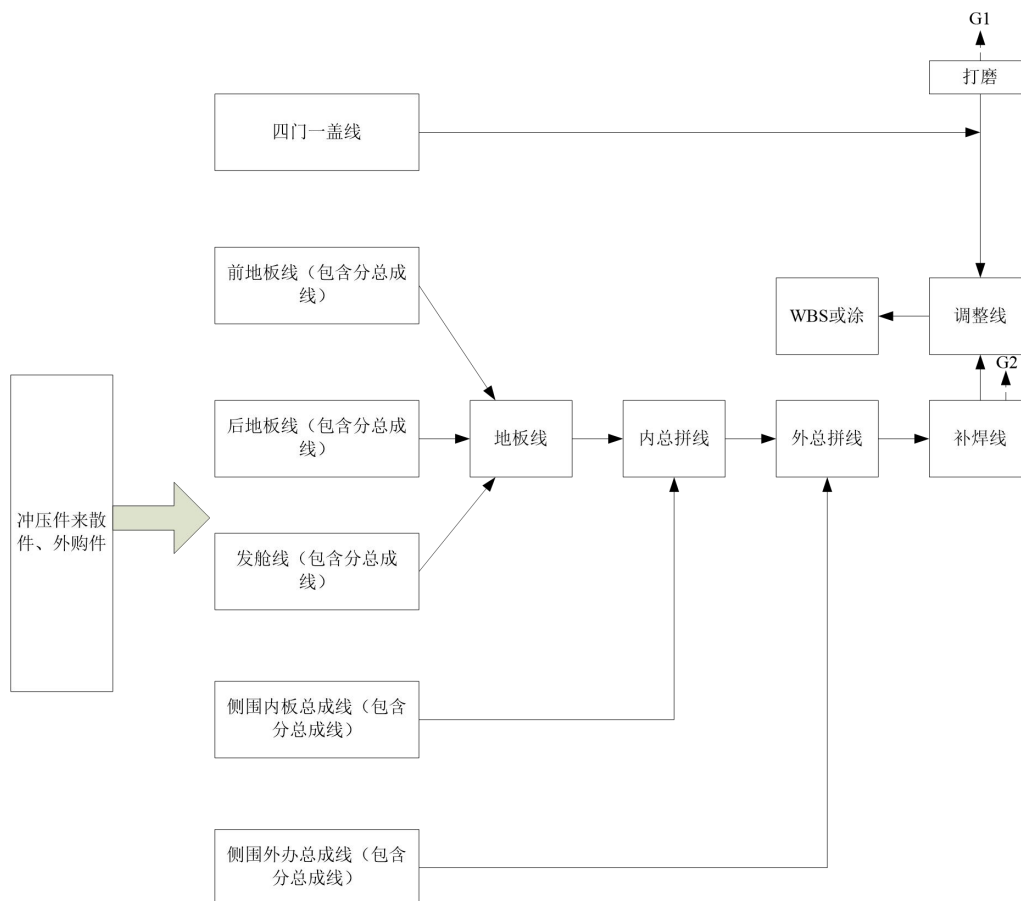 G1
打磨
四门一盖线
前地板线（包含分总成
线）
WBS或涂
调整线
G2
后地板线（包含分总成
线）
地板线
内总拼线
外总拼线
补焊线
冲压件来散
件、外购件
发舱线（包含分总成
线）
侧围内板总成线（包含
分总成线）
侧围外办总成线（包含
分总成线）